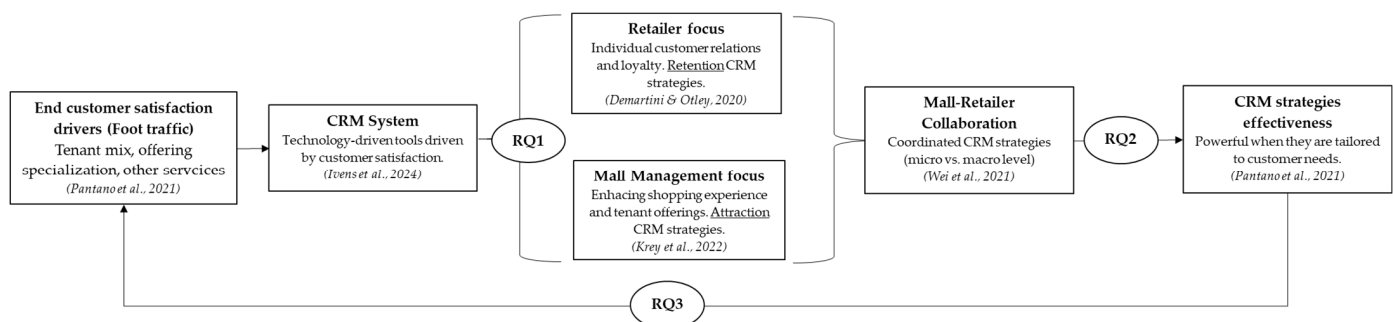 End customer satisfaction
drivers (Foot traffic)
Tenant mix, offering
specialization, other servcices
(Pantano et al., 2021)
CRM System
Technology-driven tools driven
by customer satisfaction.
(Ivens et al., 2024)
RQ1
Retailer focus
Individual customer relations
and loyalty. Retention CRM
strategies.
(Demartini & Otley, 2020)
Mall Management focus
Enhacing shopping experience
and tenant offerings. Attraction
CRM strategies.
(Krey et al., 2022)
Mall-Retailer
Collaboration
Coordinated CRM strategies
(micro vs. macro level)
(Wei et al., 2021)
RQ2
CRM strategies
effectiveness
Powerful when they are tailored
to customer needs.
(Pantano et al., 2021)
RQ3